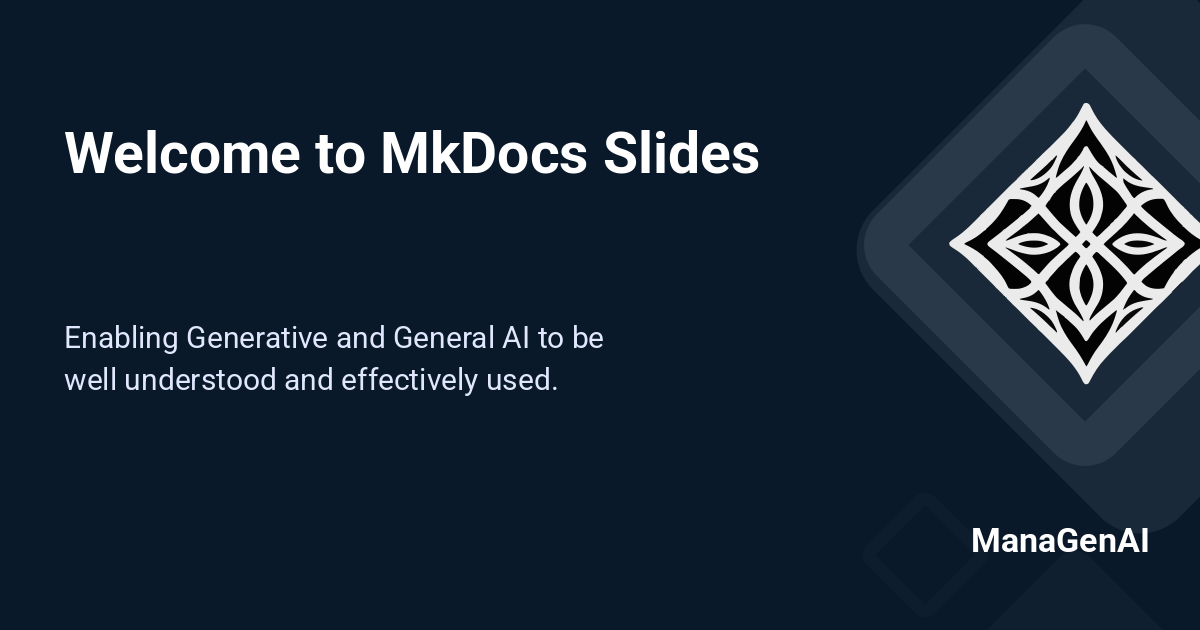 Welcome to MkDocs Slides
Enabling Generative and General AI to be
well understood and effectively used.
ManaGenAI